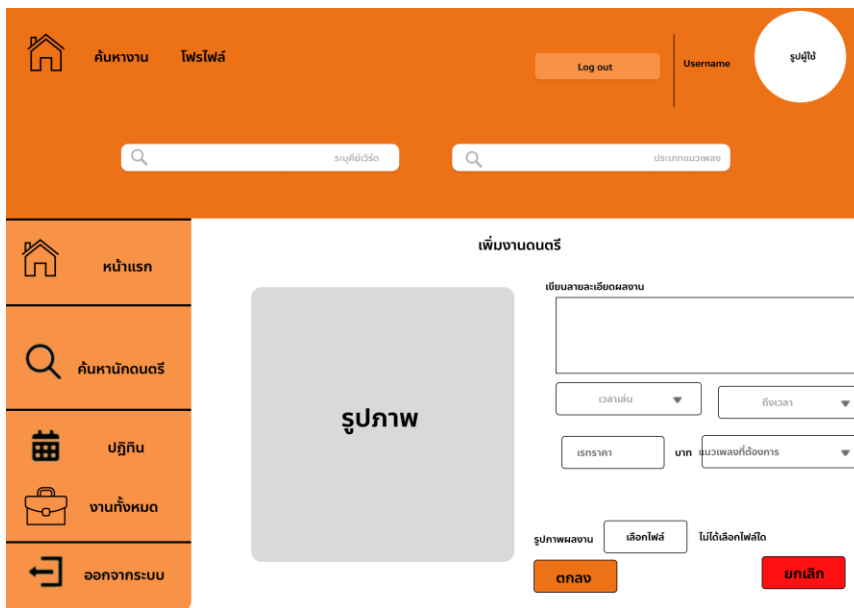 ค้นหางาน โฟรไฟล์
Log out
Username
รูปผู้ใช้
ระบุคีย์เวิร์ด
ประเภทแนวเพลง
หน้าแรก
ค้นหานักดนตรี
ปฏิทิน
งานทั้งหมด
ออกจากระบบ
เพิ่มงานดนตรี
รูปภาพ
เขียนลายละเอียดผลงาน
เวลาเล่น
ถึงเวลา
เรทราคา
บาท
แนวเพลงที่ต้องการ
รูปภาพผลงาน
เลือกไฟล์
ไม่ได้เลือกไฟล์ใด
ตกลง
ยกเลิก